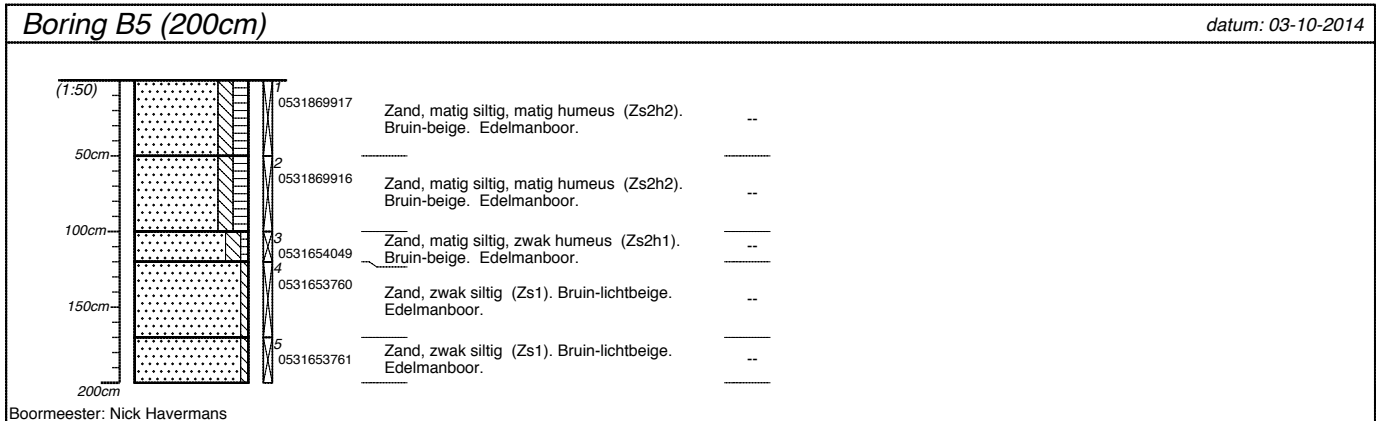 Boring B5 (200cm)
datum: 03-10-2014
(1:50)
1
0531869917
Zand, matig siltig, matig humeus (Zs2h2).
Bruin-beige. Edelmanboor.
--
50cm
2
0531869916
Zand, matig siltig, matig humeus (Zs2h2).
Bruin-beige. Edelmanboor.
--
100cm
3
0531654049
Zand, matig siltig, zwak humeus (Zs2h1).
Bruin-beige. Edelmanboor.
--
4
0531653760
Zand, zwak siltig (Zs1). Bruin-lichtbeige.
Edelmanboor.
--
150cm
5
0531653761
Zand, zwak siltig (Zs1). Bruin-lichtbeige.
Edelmanboor.
--
200cm
Boormeester: Nick Havermans